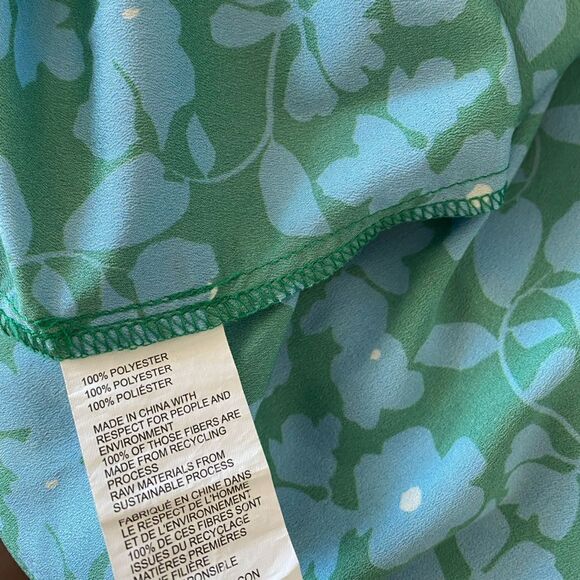 100% POLYESTER
100% POLYESTER
100% POLIÉSTER
MADE IN CHINA WITH
RESPECT FOR PEOPLE AND
ENVIRONMENT
100% OF THOSE FIBERS ARE
MADE FROM RECYCLING
PROCESS
RAW MATERIALS FROM
SUSTAINABLE PROCESS
FABRIQUÉ EN CHINE DANS
LE RESPECT DE L'HOMME
ET DE L'ENVIRONNEMENT
100% DE CES FIBRES SONT
ISSUES DU RECYCLAGE
MATIÈRES PREMIÈRES
FILIÈRE